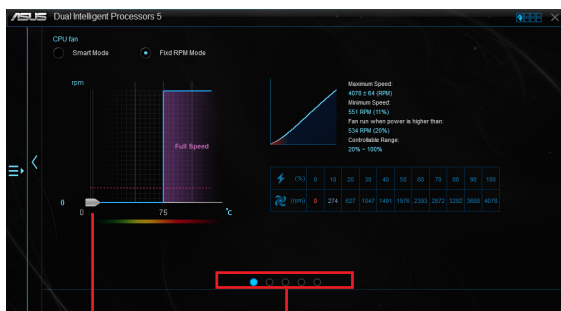 ASUS Dual Intelligent Processors 5
CPU fan
Smart Mode Fixd RPM Mode
rpm
Full Speed
0
0 75 °c
Maximum Speed:
4078 ± 64 (RPM)
Minimum Speed:
551 RPM (11%)
Fan run when power is higher than:
534 RPM (20%)
Controllable Range:
20% ~ 100%
(%) 0 10 20 30 40 50 60 70 80 90 100
(rpm) 0 274 627 1047 1491 1976 2393 2872 3292 3688 4078